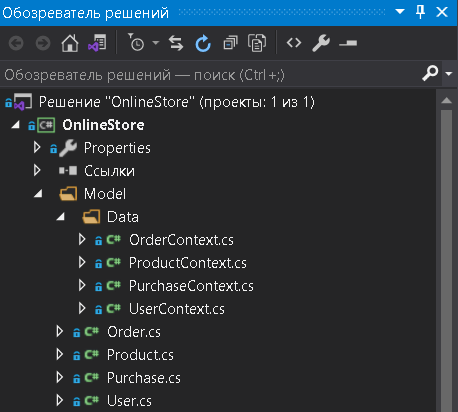 Обозреватель решений
Обозреватель решений — поиск (Ctrl+;)
Решение "OnlineStore" (проекты: 1 из 1)
C# OnlineStore
Properties
Ссылки
Model
Data
C# OrderContext.cs
C# ProductContext.cs
C# PurchaseContext.cs
C# UserContext.cs
C# Order.cs
C# Product.cs
C# Purchase.cs
C# User.cs